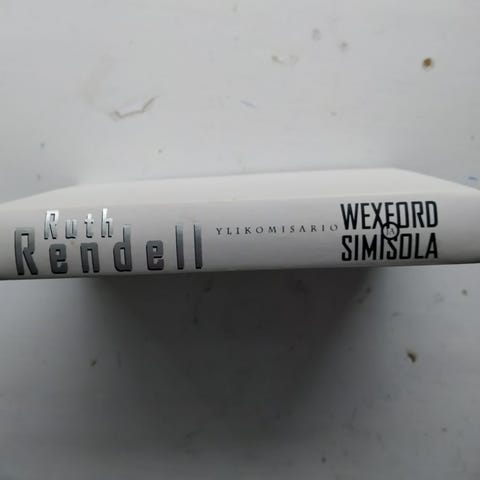 Ruth
Rendell
YLIKOMISARIO
WEXFORD
JA
SIMISOLA